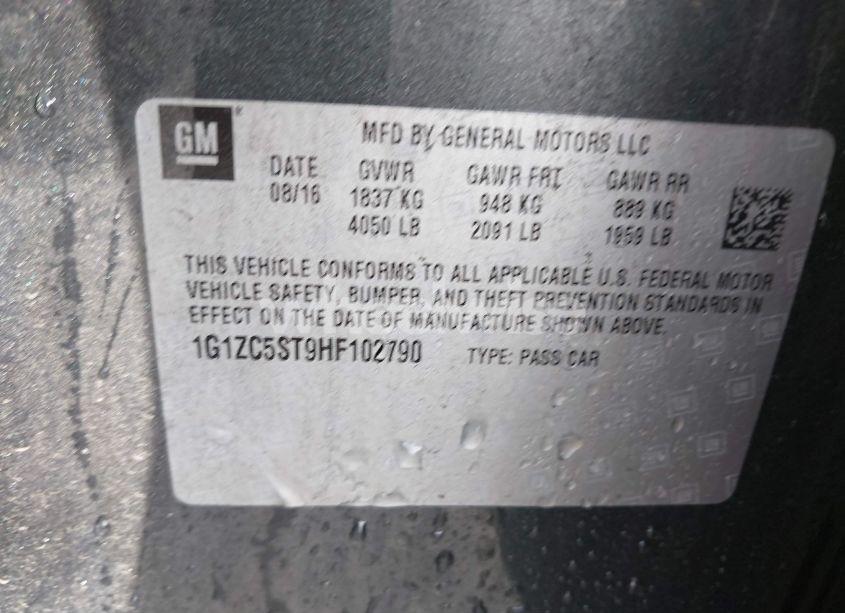 GM
MFD BY GENERAL MOTORS LLC
DATE GVWR GAWR FRT GAWR RR
08/16 1837 KG 948 KG 889 KG
4050 LB 2091 LB 1959 LB
THIS VEHICLE CONFORMS TO ALL APPLICABLE U.S. FEDERAL MOTOR
VEHICLE SAFETY, BUMPER, AND THEFT PREVENTION STANDARDS IN
EFFECT ON THE DATE OF MANUFACTURE SHOWN ABOVE.
1G1ZC5ST9HF102790 TYPE: PASS CAR